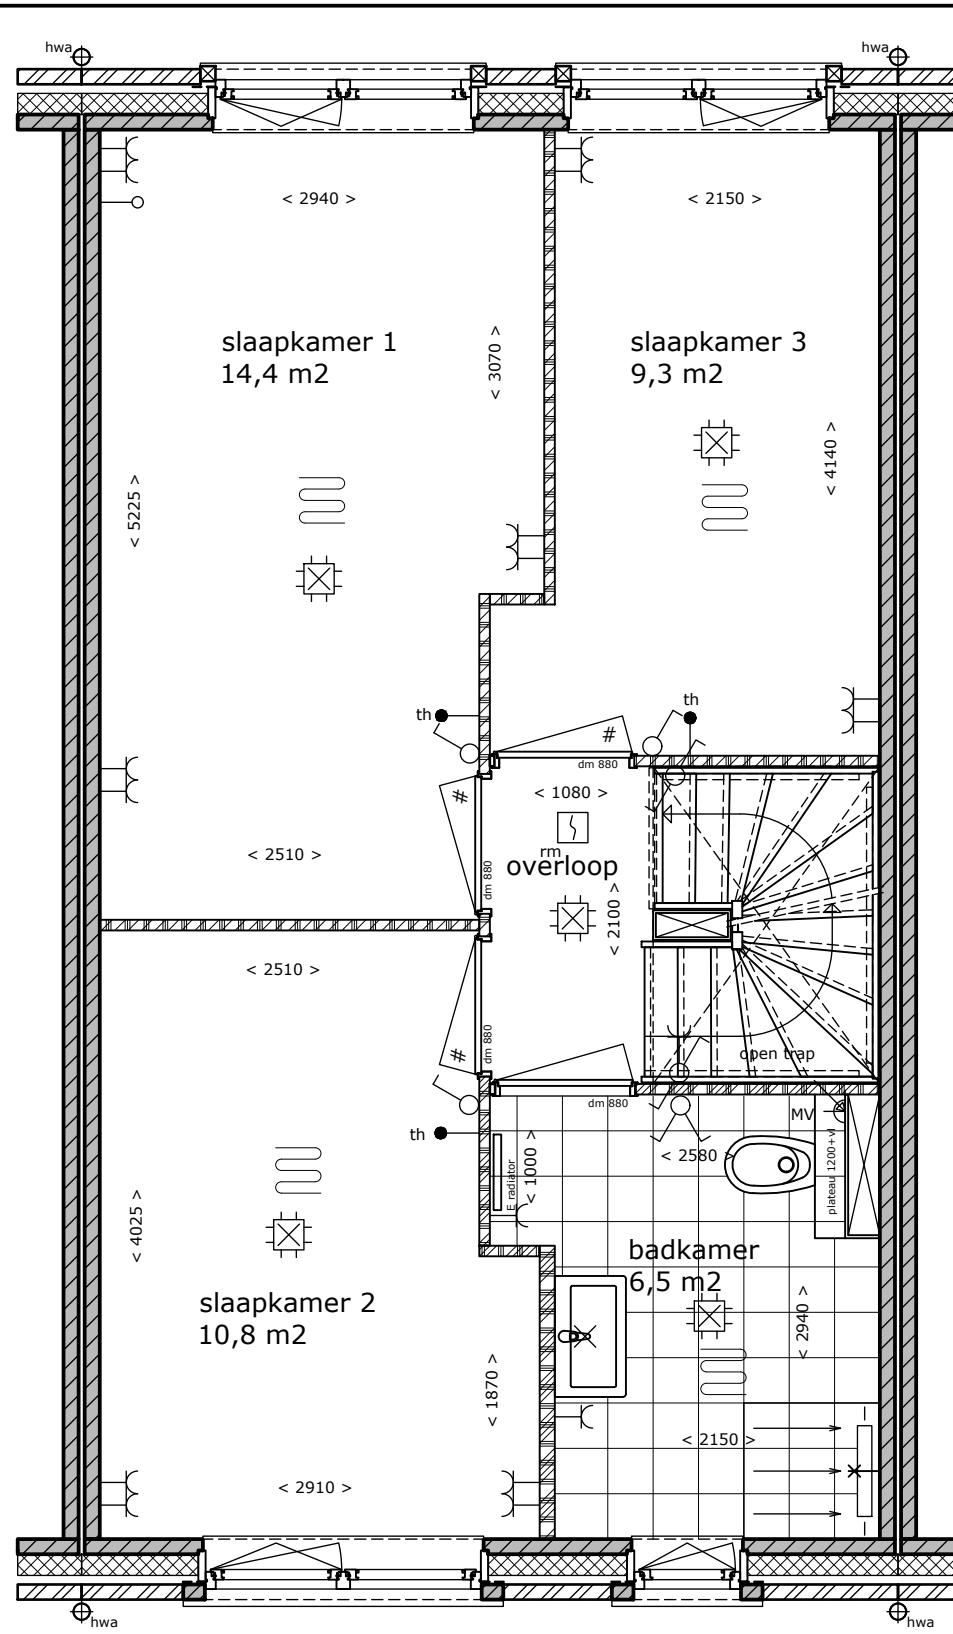 hwa
hwa
< 2940 >
< 2150 >
slaapkamer 1
14,4 m2
< 3070 >
slaapkamer 3
9,3 m2
< 4140 >
< 5225 >
th
th
#
dm 880
#
< 1080 >
rm
overloop
< 2510 >
dm 880
< 2100 >
< 2510 >
dm 880
#
open trap
dm 880
MV
th
< 1000 >
E radiator
< 2580 >
plateau 1200+vl
< 4025 >
badkamer
6,5 m2
slaapkamer 2
10,8 m2
< 2940 >
< 1870 >
< 2150 >
< 2910 >
hwa
hwa